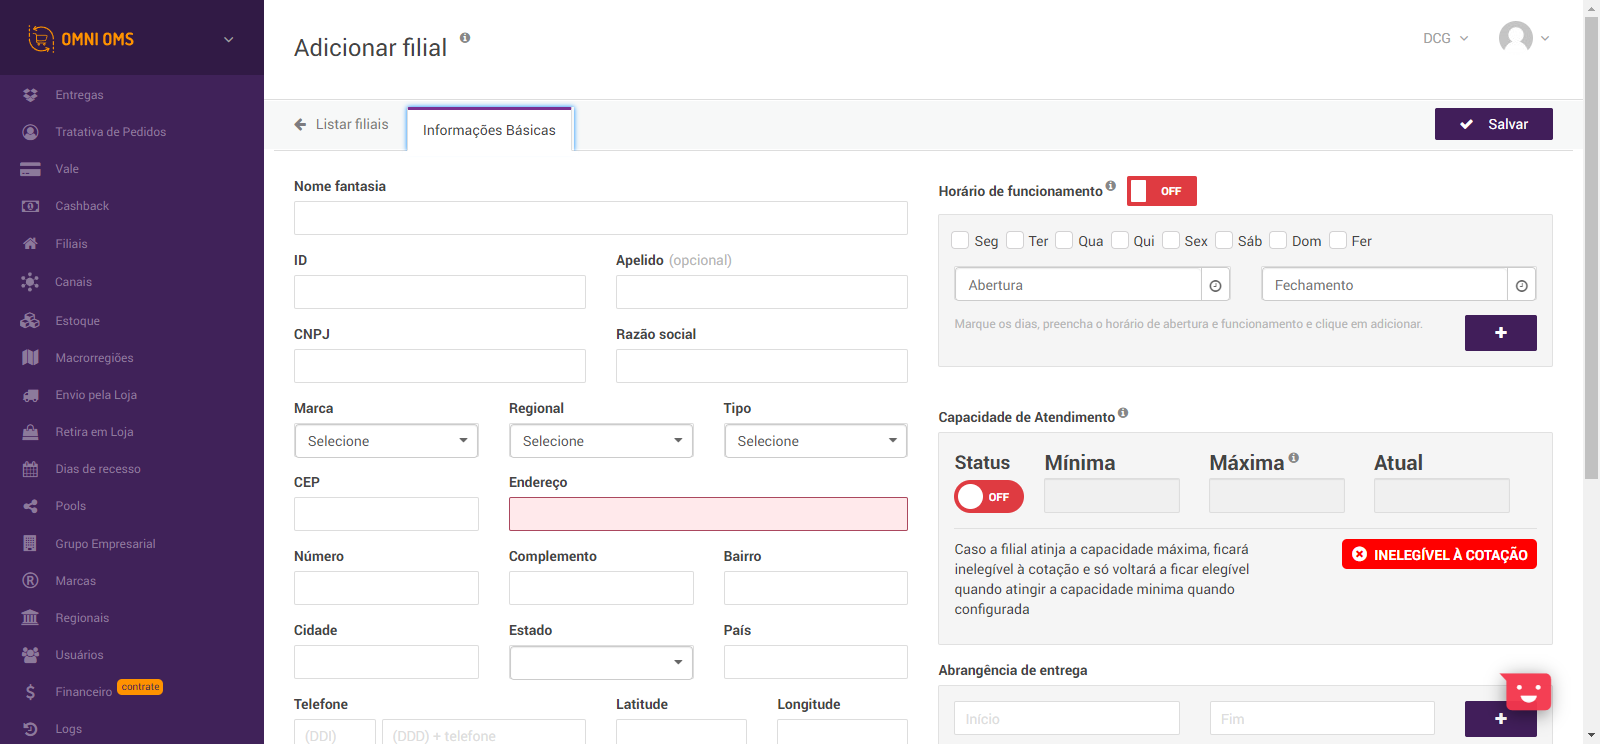 OMNI OMS
Entregas
Tratativa de Pedidos
Vale
Cashback
Filiais
Canais
Estoque
Macrorregiões
Envio pela Loja
Retira em Loja
Dias de recesso
Pools
Grupo Empresarial
Marcas
Regionais
Usuários
Financeiro contrate
Logs
Adicionar filial
DCG
Listar filiais
Informações Básicas
Salvar
Nome fantasia
ID
Apelido (opcional)
CNPJ
Razão social
Marca
Regional
Tipo
Selecione
Selecione
Selecione
CEP
Endereço
Número
Complemento
Bairro
Cidade
Estado
País
Telefone
Latitude
Longitude
(DDI)
(DDD) + telefone
Horário de funcionamento
OFF
Seg
Ter
Qua
Qui
Sex
Sáb
Dom
Fer
Abertura
Fechamento
Marque os dias, preencha o horário de abertura e funcionamento e clique em adicionar.
Capacidade de Atendimento
Status
Mínima
Máxima
Atual
OFF
Caso a filial atinja a capacidade máxima, ficará
inelegível à cotação e só voltará a ficar elegível
quando atingir a capacidade minima quando
configurada
INELEGÍVEL À COTAÇÃO
Abrangência de entrega
Início
Fim